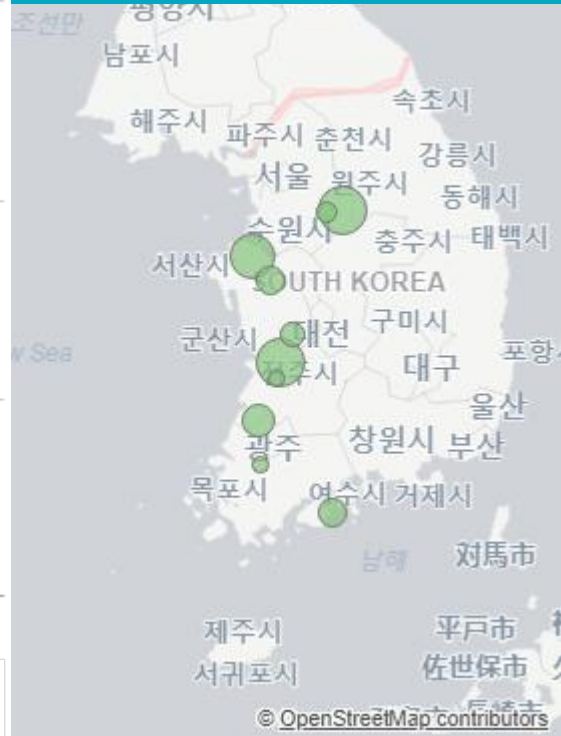 조선만
평양시
남포시
속초시
해주시
파주시
춘천시
강릉시
서울
원주시
동해시
수원시
충주시
태백시
서산시
SOUTH KOREA
구미시
군산시
대전
w Sea
전주시
대구
포항
울산
광주
창원시
부산
목포시
여수시
거제시
남해
対馬市
제주시
平戸市
佐世保市
서귀포시
長崎市
© OpenStreetMap contributors